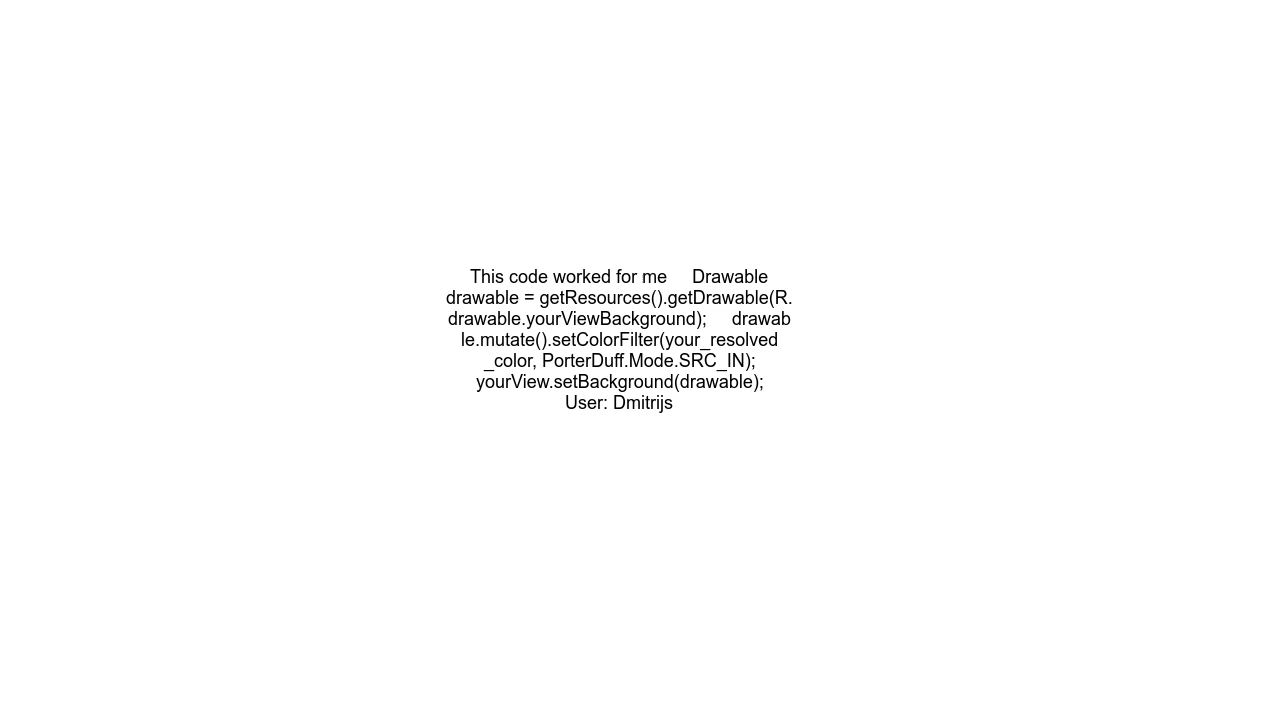 This code worked for me     Drawable
drawable = getResources().getDrawable(R.
drawable.yourViewBackground);     drawab
le.mutate().setColorFilter(your_resolved
_color, PorterDuff.Mode.SRC_IN);
yourView.setBackground(drawable);
User: Dmitrijs